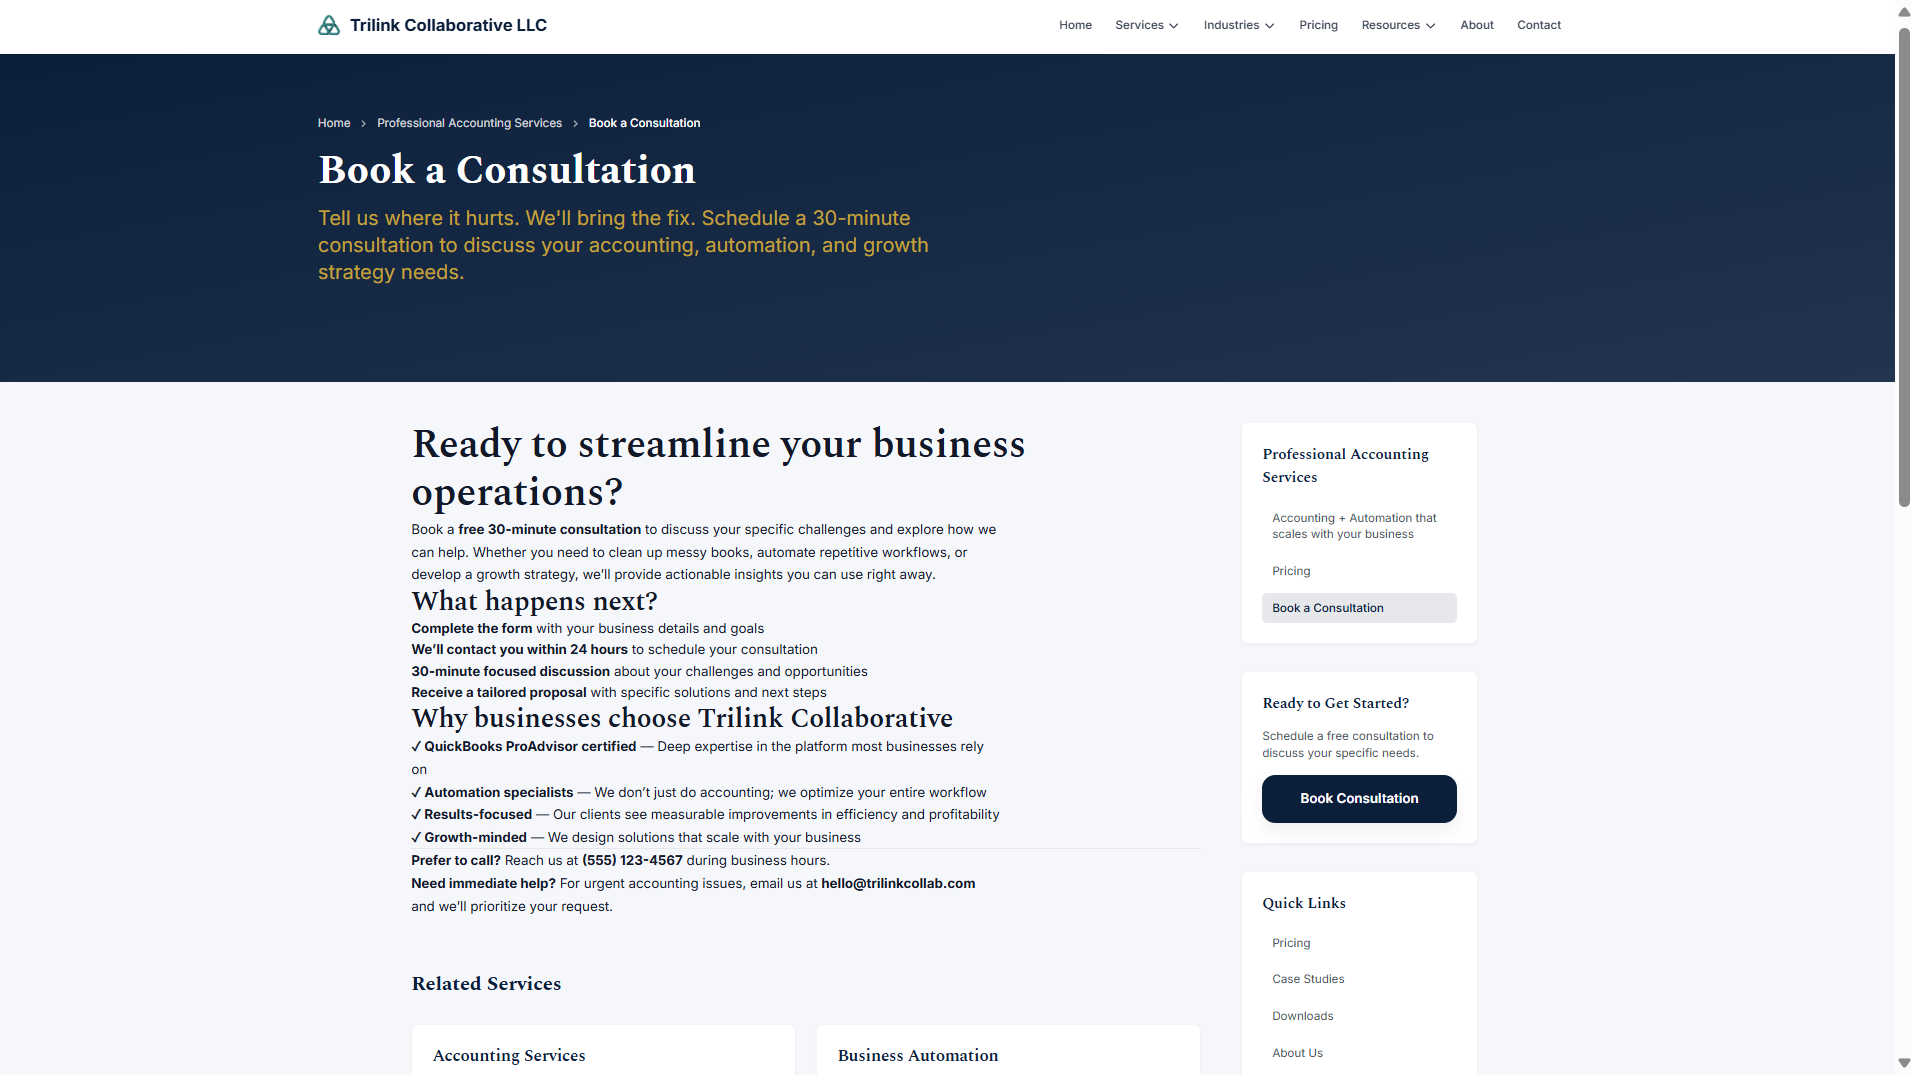 Trilink Collaborative LLC
Home Services Industries Pricing Resources About Contact
Home > Professional Accounting Services > Book a Consultation
Book a Consultation
Tell us where it hurts. We'll bring the fix. Schedule a 30-minute
consultation to discuss your accounting, automation, and growth
strategy needs.
Ready to streamline your business
operations?
Book a free 30-minute consultation to discuss your specific challenges and explore how we
can help. Whether you need to clean up messy books, automate repetitive workflows, or
develop a growth strategy, we’ll provide actionable insights you can use right away.
What happens next?
Complete the form with your business details and goals
We’ll contact you within 24 hours to schedule your consultation
30-minute focused discussion about your challenges and opportunities
Receive a tailored proposal with specific solutions and next steps
Why businesses choose Trilink Collaborative
✓ QuickBooks ProAdvisor certified — Deep expertise in the platform most businesses rely
on
✓ Automation specialists — We don’t just do accounting; we optimize your entire workflow
✓ Results-focused — Our clients see measurable improvements in efficiency and profitability
✓ Growth-minded — We design solutions that scale with your business
Prefer to call? Reach us at (555) 123-4567 during business hours.
Need immediate help? For urgent accounting issues, email us at hello@trilinkcollab.com
and we’ll prioritize your request.
Related Services
Accounting Services
Business Automation
Professional Accounting
Services
Accounting + Automation that
scales with your business
Pricing
Book a Consultation
Ready to Get Started?
Schedule a free consultation to
discuss your specific needs.
Book Consultation
Quick Links
Pricing
Case Studies
Downloads
About Us